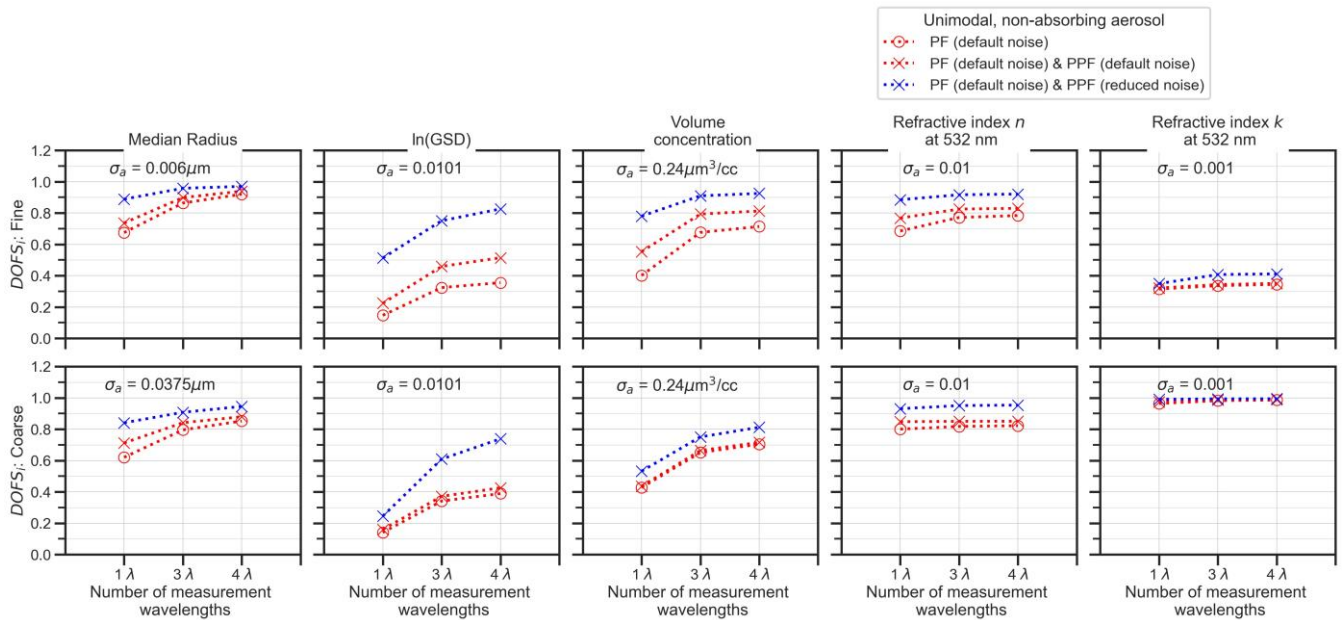 Unimodal, non-absorbing aerosol
PF (default noise)
PF (default noise) & PPF (default noise)
PF (default noise) & PPF (reduced noise)
Median Radius
ln(GSD)
Volume
concentration
Refractive index n
at 532 nm
Refractive index k
at 532 nm
DOFSᵢ: Fine
1.2
1.0
0.8
0.6
0.4
0.2
0.0
σₐ = 0.006μm
σₐ = 0.0101
σₐ = 0.24μm³/cc
σₐ = 0.01
σₐ = 0.001
DOFSᵢ: Coarse
1.2
1.0
0.8
0.6
0.4
0.2
0.0
σₐ = 0.0375μm
σₐ = 0.0101
σₐ = 0.24μm³/cc
σₐ = 0.01
σₐ = 0.001
1 λ 3 λ 4 λ
Number of measurement
wavelengths
1 λ 3 λ 4 λ
Number of measurement
wavelengths
1 λ 3 λ 4 λ
Number of measurement
wavelengths
1 λ 3 λ 4 λ
Number of measurement
wavelengths
1 λ 3 λ 4 λ
Number of measurement
wavelengths